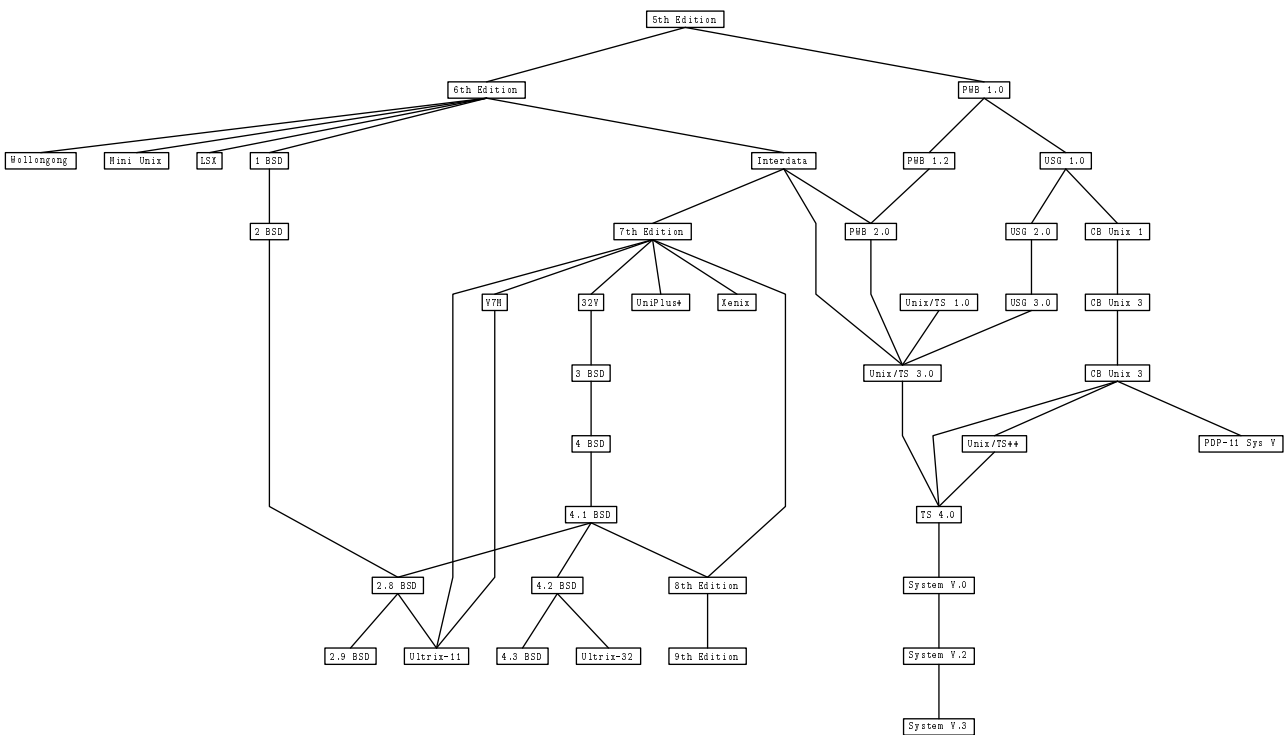 5th Edition
6th Edition
PWB 1.0
Wollongong
Mini Unix
LSX
1 BSD
Interdata
PWB 1.2
USG 1.0
2 BSD
7th Edition
PWB 2.0
USG 2.0
CB Unix 1
V7M
32V
UniPlus+
Xenix
Unix/TS 1.0
USG 3.0
CB Unix 3
3 BSD
Unix/TS 3.0
CB Unix 3
4 BSD
Unix/TS++
PDP-11 Sys V
4.1 BSD
TS 4.0
2.8 BSD
4.2 BSD
8th Edition
System V.0
2.9 BSD
Ultrix-11
4.3 BSD
Ultrix-32
9th Edition
System V.2
System V.3